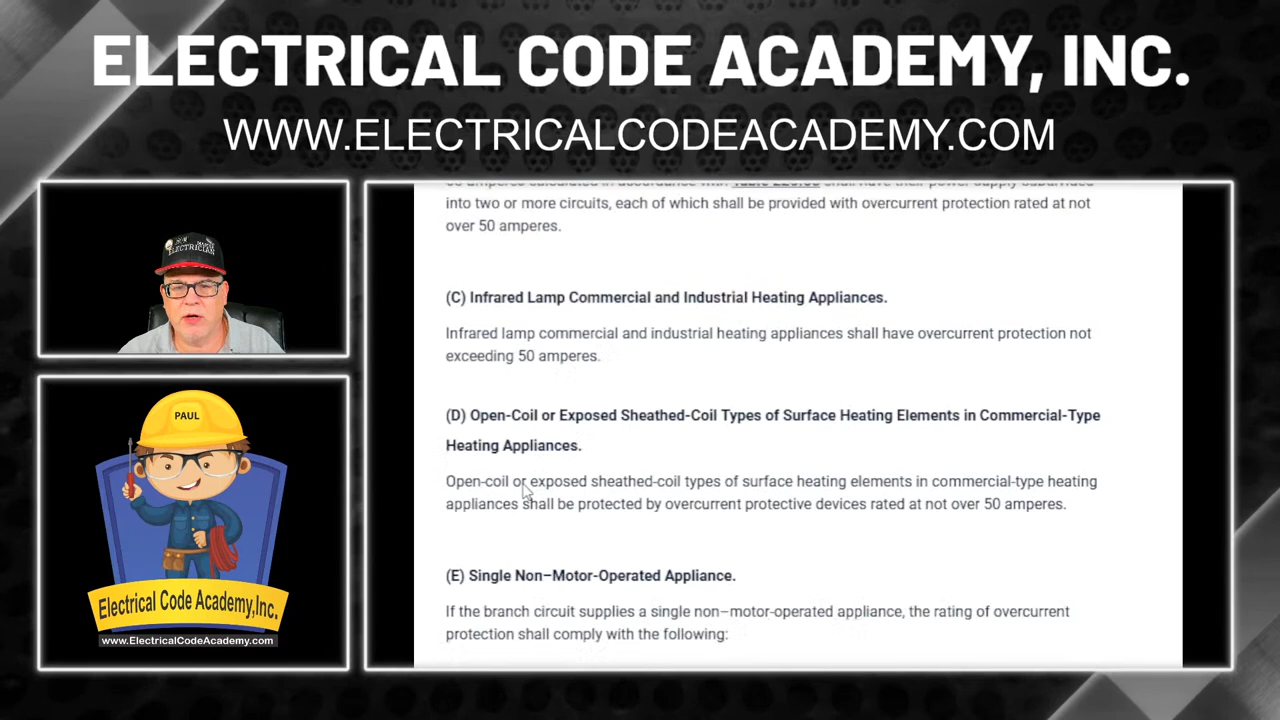 ELECTRICAL CODE ACADEMY, INC.
WWW.ELECTRICALCODEACADEMY.COM
ELECTRICIAN
PAUL
Electrical Code Academy,Inc.
www.ElectricalCodeAcademy.com
shall have their power supply subdivided
into two or more circuits, each of which shall be provided with overcurrent protection rated at not
over 50 amperes.
(C) Infrared Lamp Commercial and Industrial Heating Appliances.
Infrared lamp commercial and industrial heating appliances shall have overcurrent protection not
exceeding 50 amperes.
(D) Open-Coil or Exposed Sheathed-Coil Types of Surface Heating Elements in Commercial-Type
Heating Appliances.
Open-coil or exposed sheathed-coil types of surface heating elements in commercial-type heating
appliances shall be protected by overcurrent protective devices rated at not over 50 amperes.
(E) Single Non–Motor-Operated Appliance.
If the branch circuit supplies a single non–motor-operated appliance, the rating of overcurrent
protection shall comply with the following: